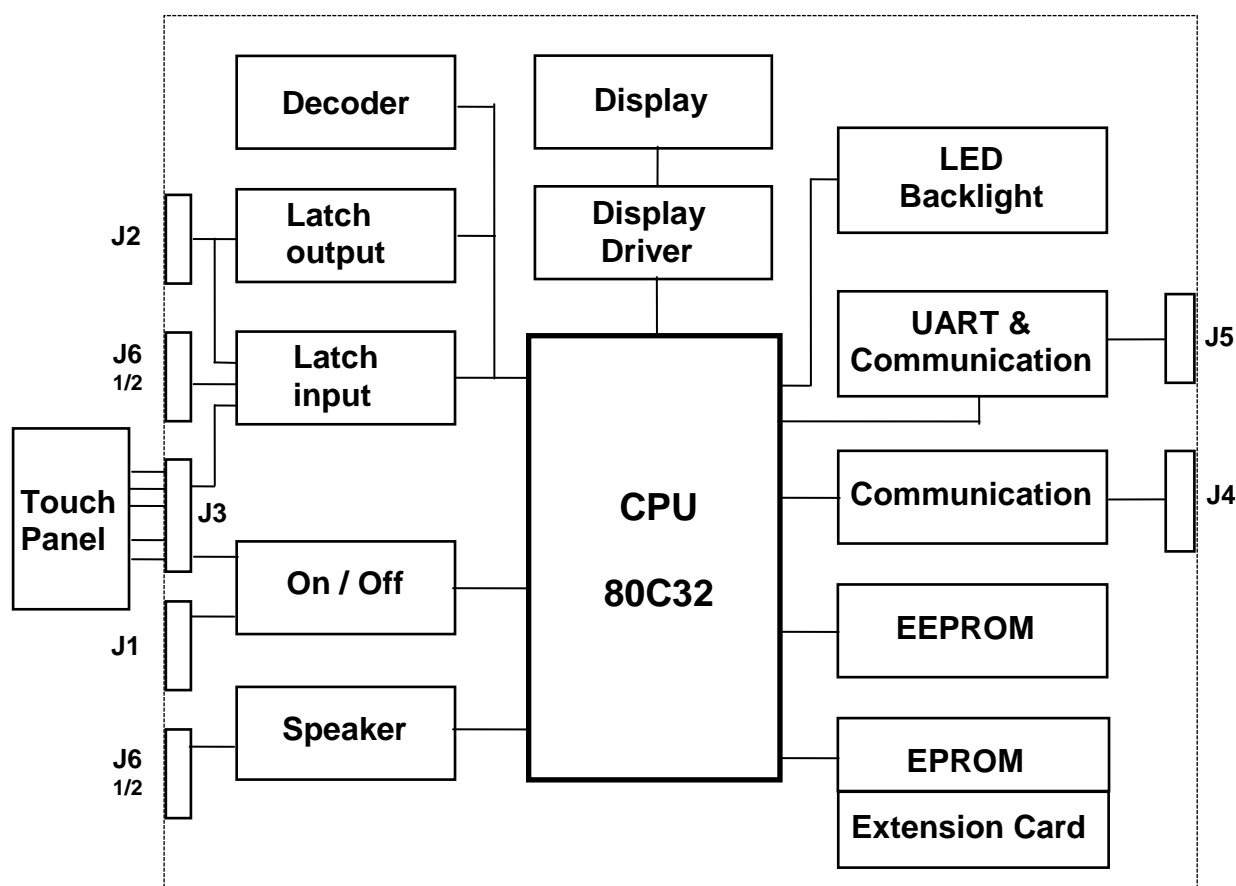 Decoder
Display
LED
Backlight
J2
Latch
output
Display
Driver
UART &
Communication
J5
J6
1/2
Latch
input
Touch
Panel
J3
CPU
80C32
Communication
J4
On / Off
EEPROM
J1
Speaker
J6
1/2
EPROM
Extension Card